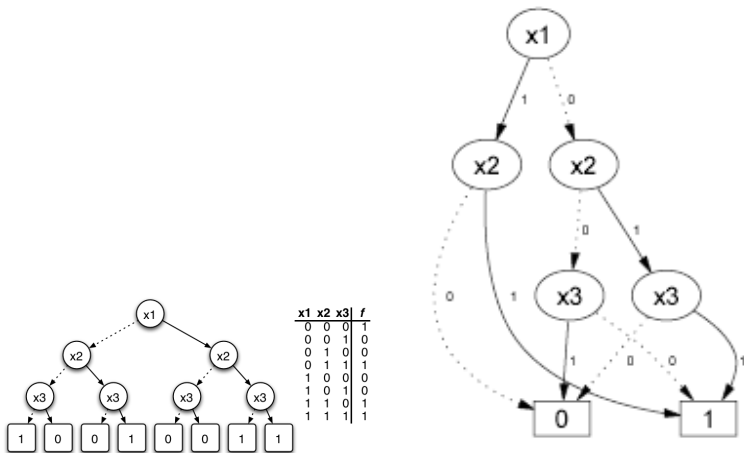 x1
x2 x2
x3 x3 x3 x3
1 0 0 1 0 0 1 1
x1 x2 x3 f
0 0 0 1
0 0 1 0
0 1 0 0
0 1 1 1
1 0 0 0
1 0 1 0
1 1 0 1
1 1 1 1
x1
1 0
x2 x2
0 1
0 1
x3 x3
1 0 0 1
0 1